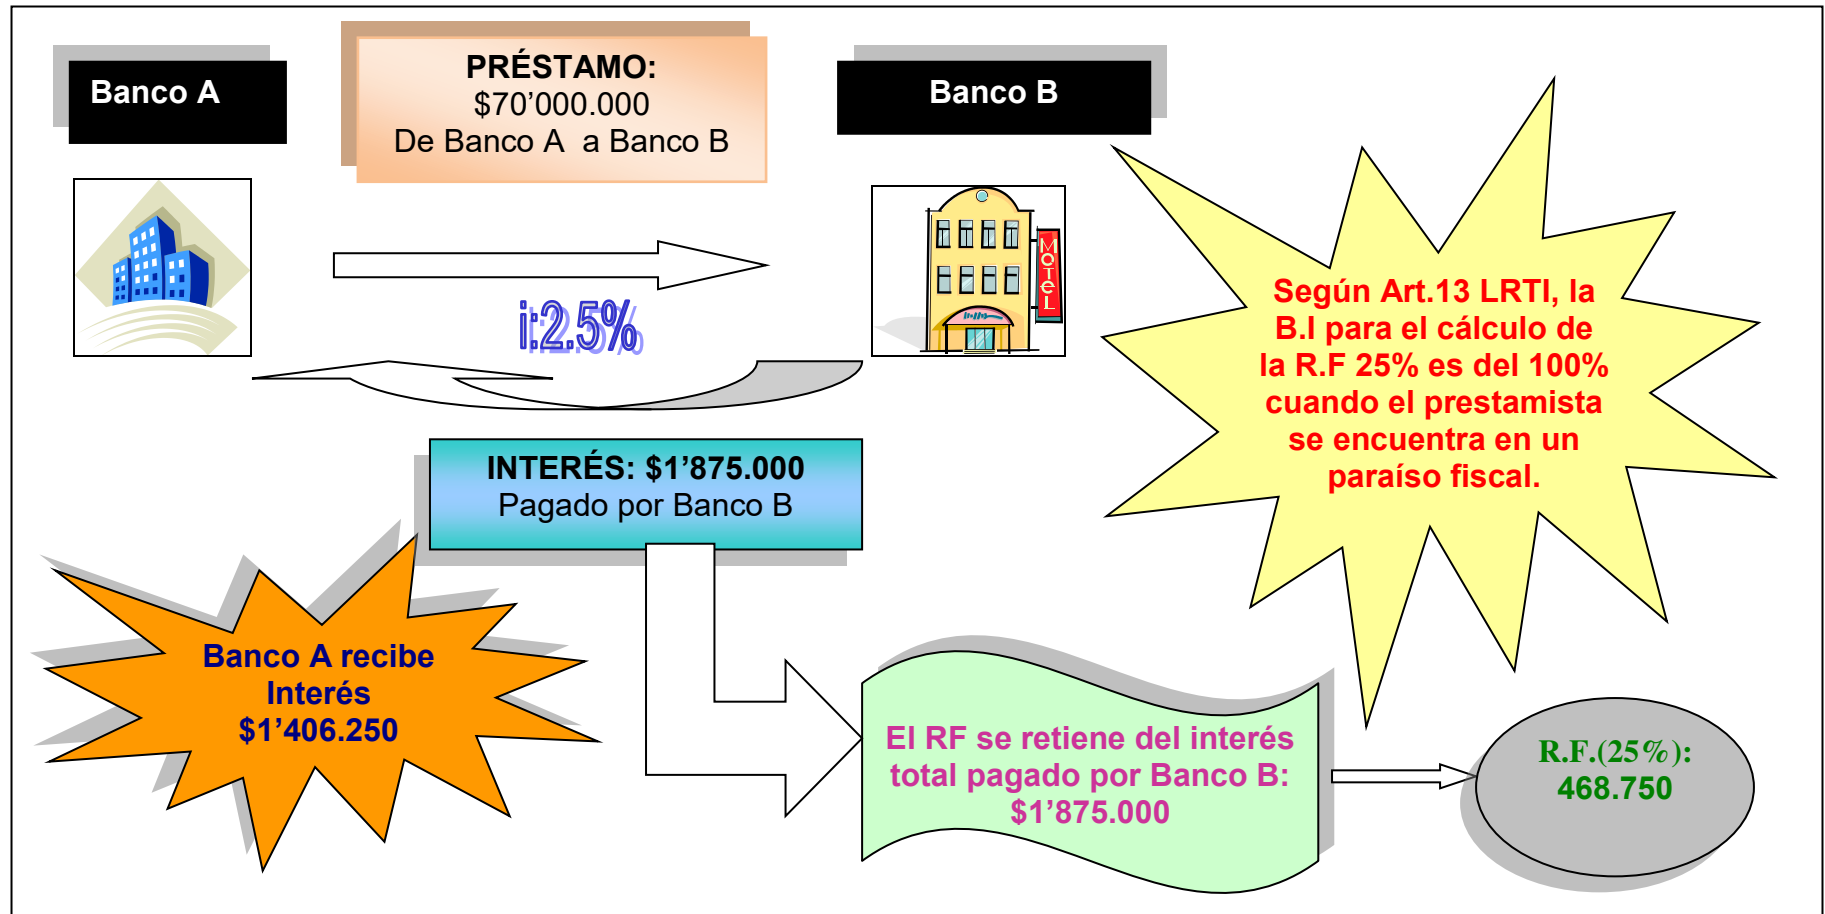 Banco A
PRÉSTAMO:
$70’000.000
De Banco A a Banco B
Banco B
MOTEL
i:2.5%
Según Art.13 LRTI, la
B.I para el cálculo de
la R.F 25% es del 100%
cuando el prestamista
se encuentra en un
paraíso fiscal.
INTERÉS: $1’875.000
Pagado por Banco B
Banco A recibe
Interés
$1’406.250
El RF se retiene del interés
total pagado por Banco B:
$1’875.000
R.F.(25%):
468.750